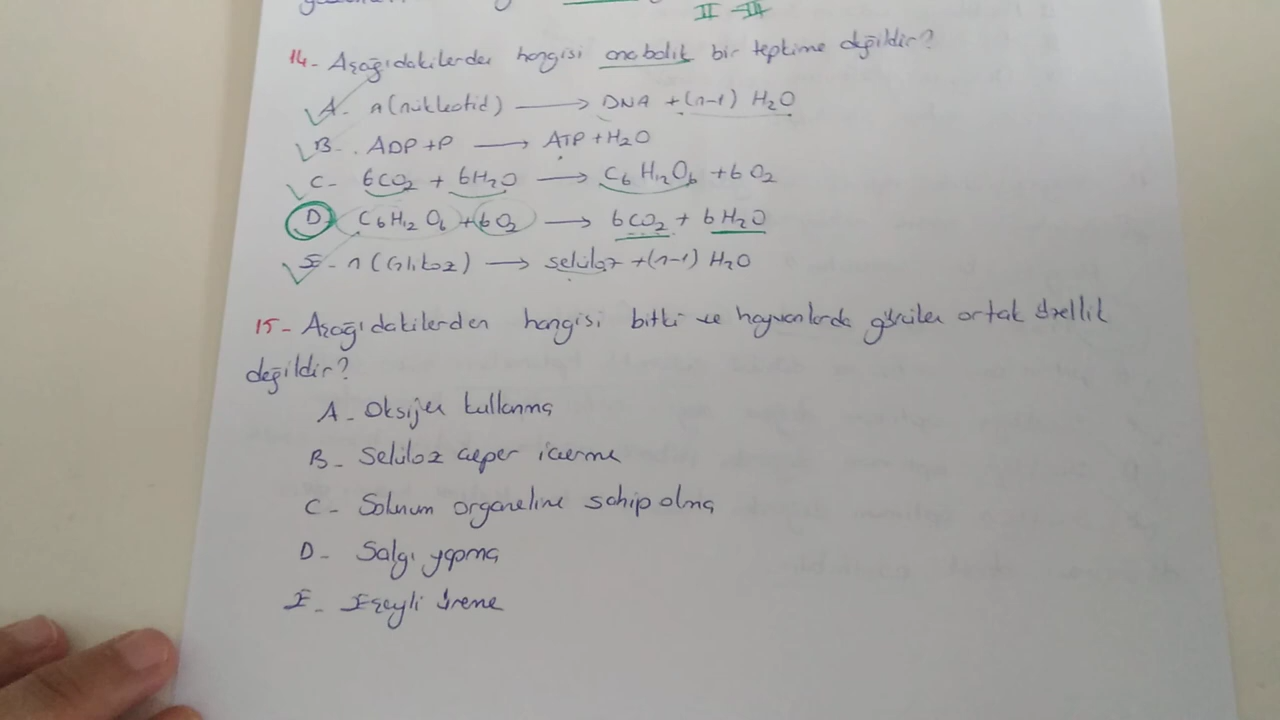 II - III
14- Aşağıdakilerden hangisi anabolik bir tepkime değildir?
A- n(nükleotid) → DNA + (n-1) H₂O
B- ADP + P → ATP + H₂O
C- 6CO₂ + 6H₂O → C₆H₁₂O₆ + 6O₂
D- C₆H₁₂O₆ + 6O₂ → 6CO₂ + 6H₂O
E- n(Glikoz) → selüloz + (n-1) H₂O
15- Aşağıdakilerden hangisi bitki ve hayvanlarda görülen ortak özellik
değildir?
A- Oksijen kullanma
B- Selüloz çeper içerme
C- Solunum organeline sahip olma
D- Salgı yapma
E- Eşeyli üreme